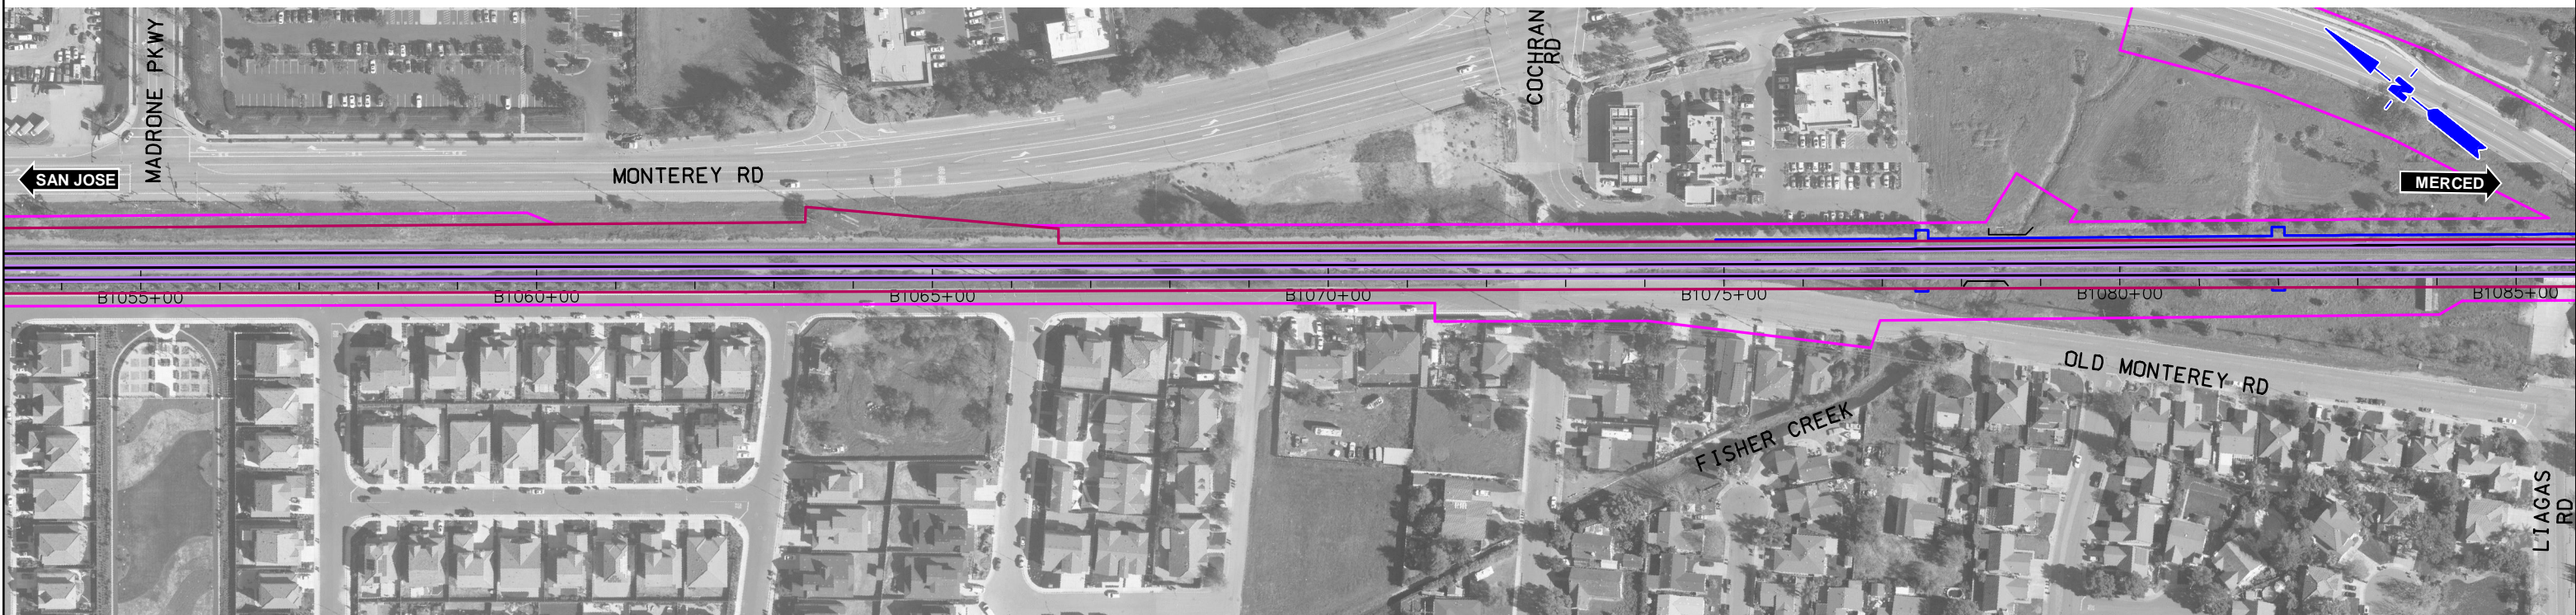 MADRONE PKWY
COCHRAN
RD
N
SAN JOSE
MONTEREY RD
MERCED
B1055+00
B1060+00
B1065+00
B1070+00
B1075+00
B1080+00
B1085+00
OLD MONTEREY RD
FISHER CREEK
LIAGAS
RD